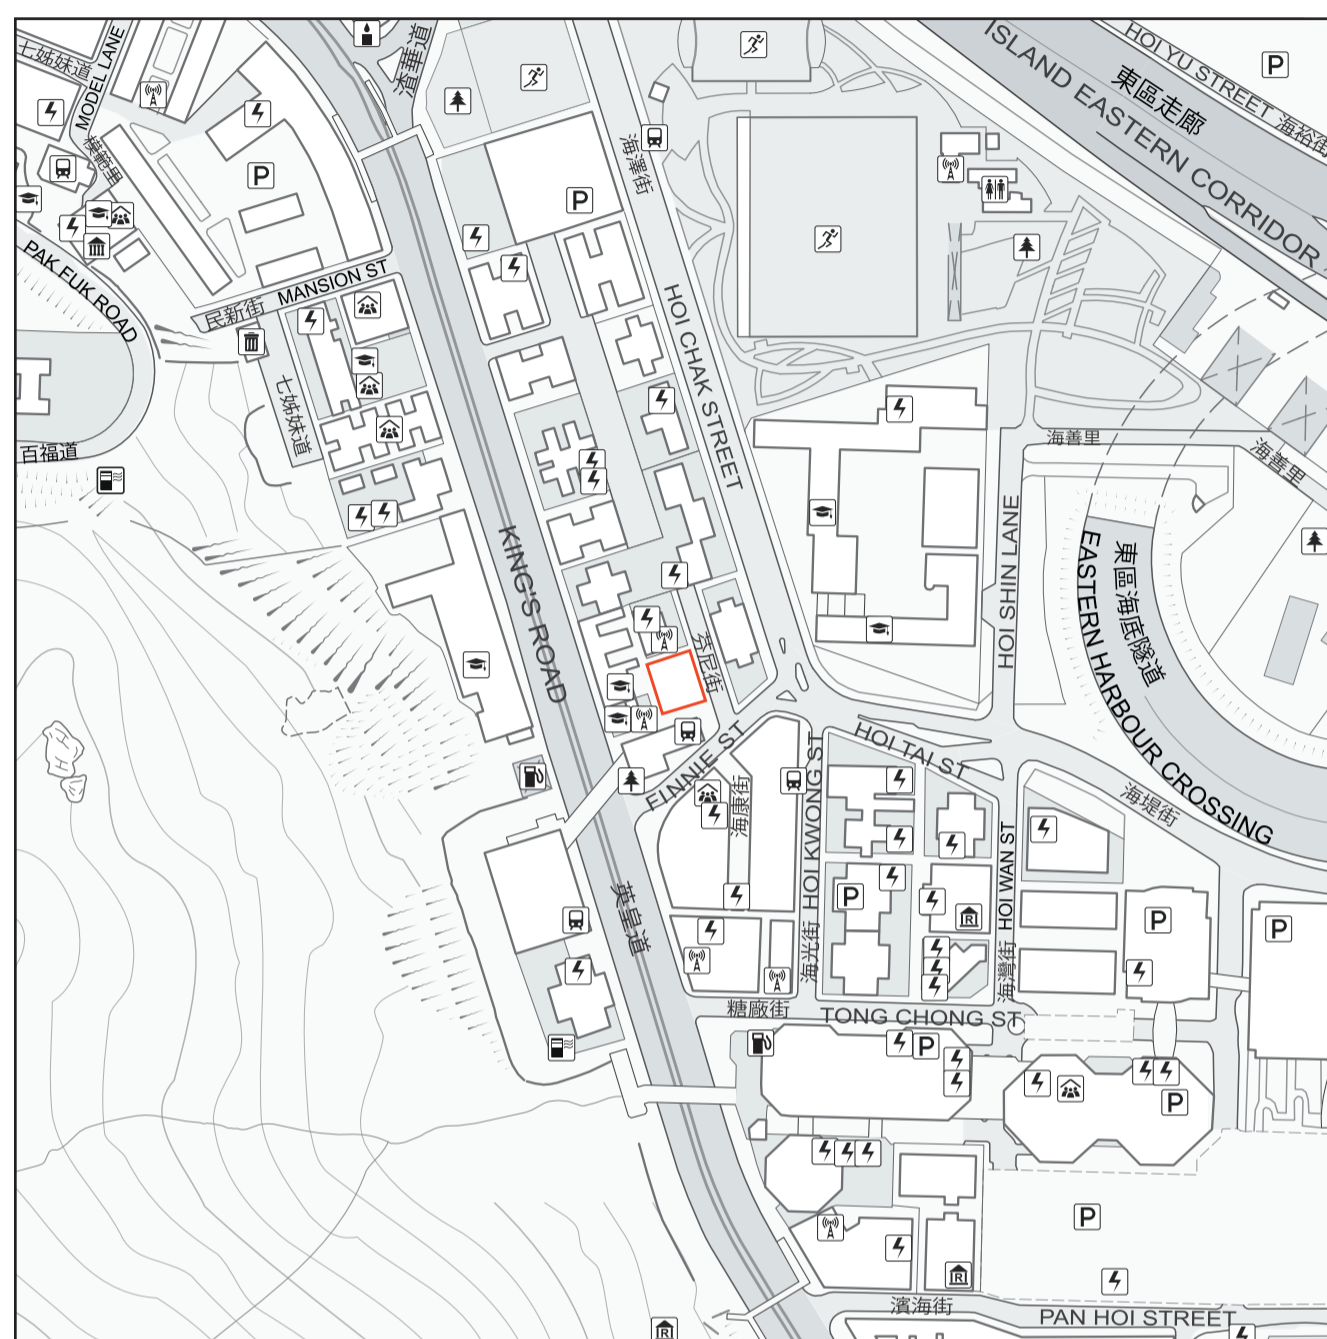 七姊妹道
MODEL LANE
模範里
渣華道
海澤街
ISLAND EASTERN CORRIDOR
東區走廊
HOI YU STREET 海裕街
P
P
P
PAK FUK ROAD
百福道
民新街 MANSION ST
七姊妹道
HOI CHAK STREET
KING'S ROAD
英皇道
芬尼街
FINNIE ST
海康街
海善里
海善里
HOI SHIN LANE
東區海底隧道
EASTERN HARBOUR CROSSING
HOI TAI ST
海堤街
海光街 HOI KWONG ST
海灣街 HOI WAN ST
P
R
P
P
糖廠街 TONG CHONG ST
P
P
P
R
濱海街 PAN HOI STREET
R